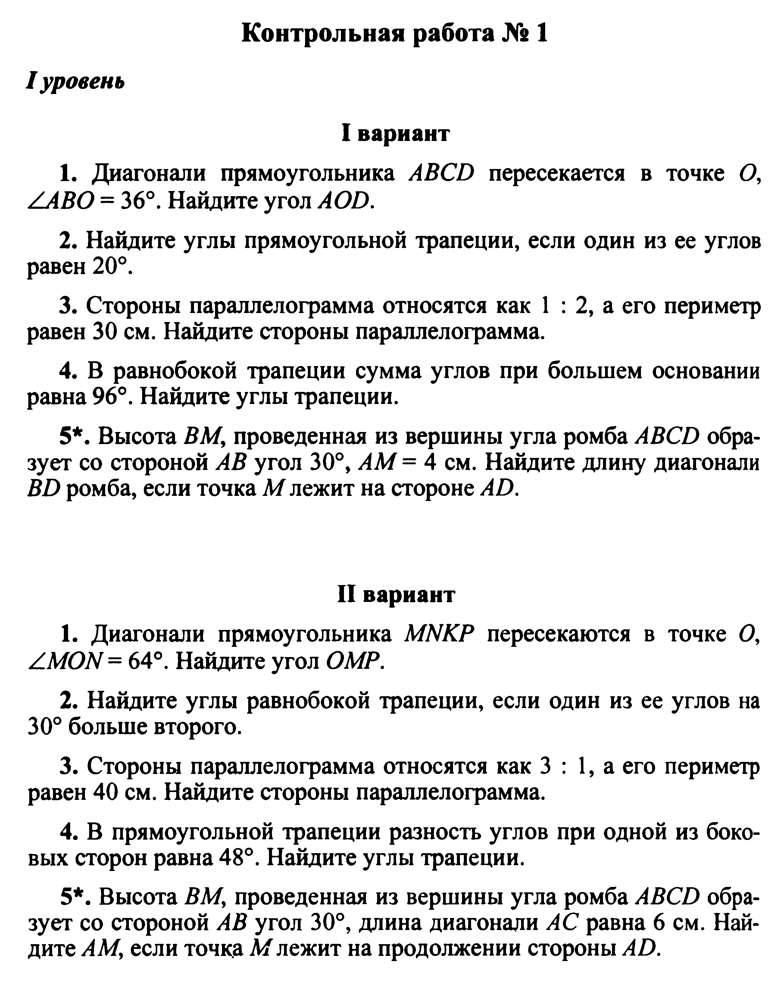 Контрольная работа № 1
I уровень
I вариант
1. Диагонали прямоугольника ABCD пересекается в точке O,
∠ABO = 36°. Найдите угол AOD.
2. Найдите углы прямоугольной трапеции, если один из ее углов
равен 20°.
3. Стороны параллелограмма относятся как 1 : 2, а его периметр
равен 30 см. Найдите стороны параллелограмма.
4. В равнобокой трапеции сумма углов при большем основании
равна 96°. Найдите углы трапеции.
5*. Высота BM, проведенная из вершины угла ромба ABCD обра-
зует со стороной AB угол 30°, AM = 4 см. Найдите длину диагонали
BD ромба, если точка M лежит на стороне AD.
II вариант
1. Диагонали прямоугольника MNKP пересекаются в точке O,
∠MON = 64°. Найдите угол OMP.
2. Найдите углы равнобокой трапеции, если один из ее углов на
30° больше второго.
3. Стороны параллелограмма относятся как 3 : 1, а его периметр
равен 40 см. Найдите стороны параллелограмма.
4. В прямоугольной трапеции разность углов при одной из боко-
вых сторон равна 48°. Найдите углы трапеции.
5*. Высота BM, проведенная из вершины угла ромба ABCD обра-
зует со стороной AB угол 30°, длина диагонали AC равна 6 см. Най-
дите AM, если точка M лежит на продолжении стороны AD.